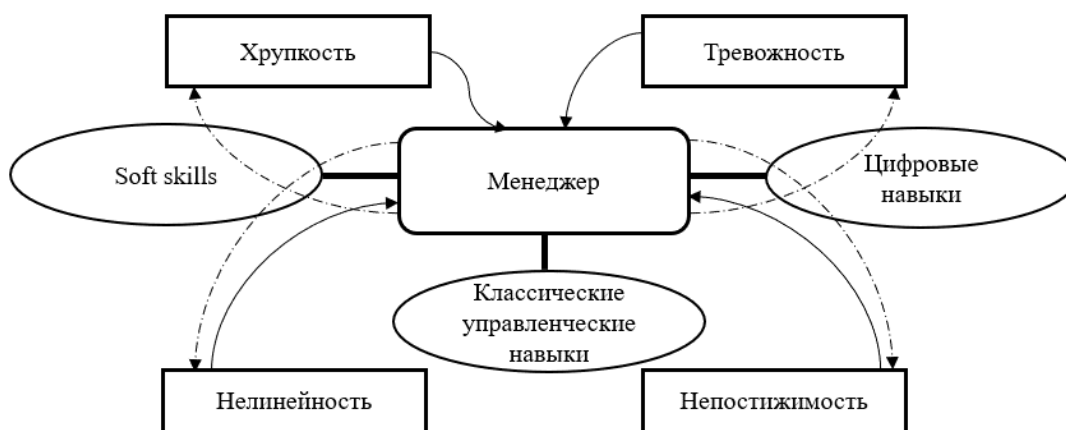 Хрупкость
Тревожность
Soft skills
Менеджер
Цифровые
навыки
Классические
управленческие
навыки
Нелинейность
Непостижимость